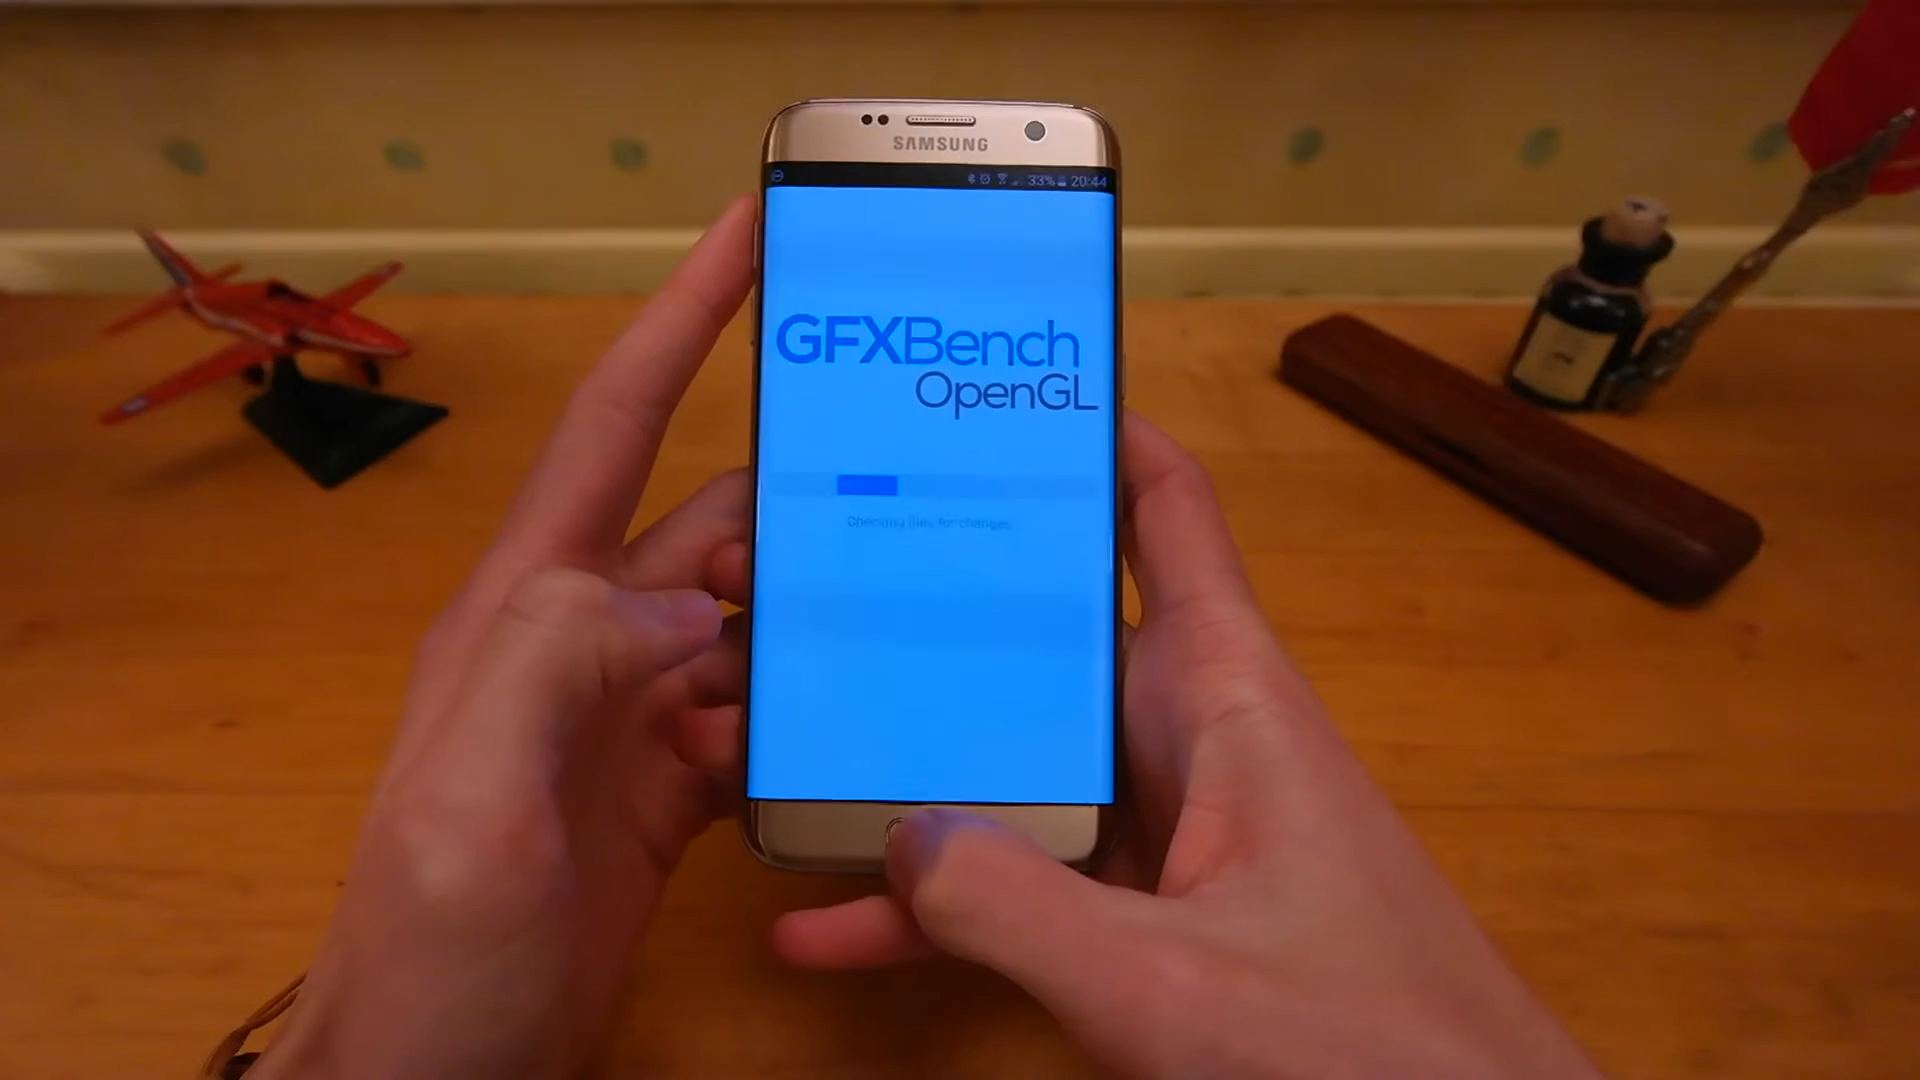 SAMSUNG
33% 20:44
GFXBench
OpenGL
Checking files for changes